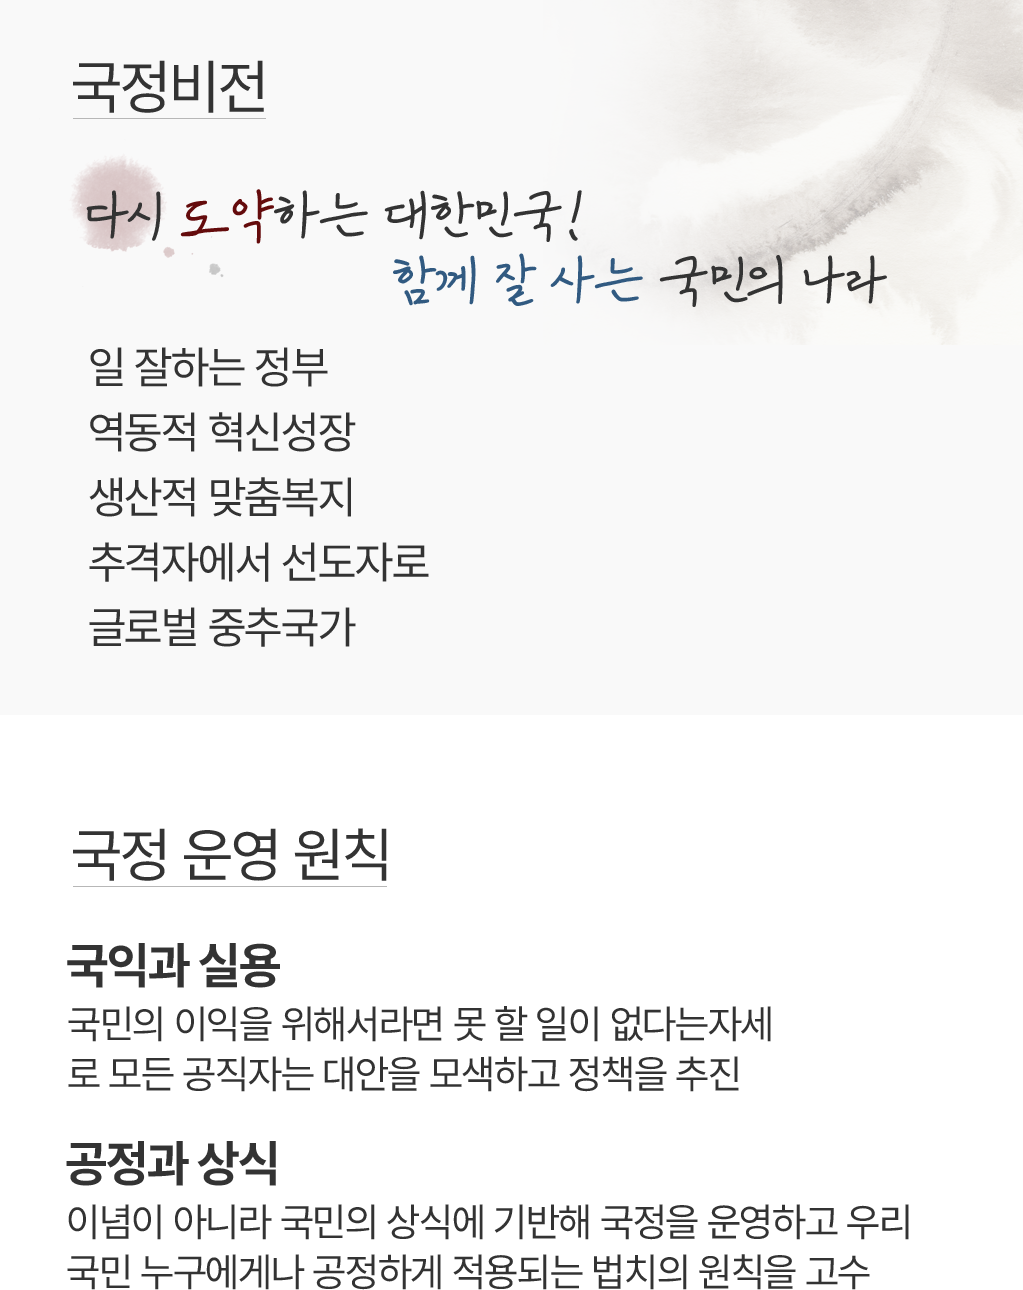 국정비전
다시 도약하는 대한민국!
함께 잘 사는 국민의 나라
일 잘하는 정부
역동적 혁신성장
생산적 맞춤복지
추격자에서 선도자로
글로벌 중추국가
국정 운영 원칙
국익과 실용
국민의 이익을 위해서라면 못 할 일이 없다는자세
로 모든 공직자는 대안을 모색하고 정책을 추진
공정과 상식
이념이 아니라 국민의 상식에 기반해 국정을 운영하고 우리
국민 누구에게나 공정하게 적용되는 법치의 원칙을 고수